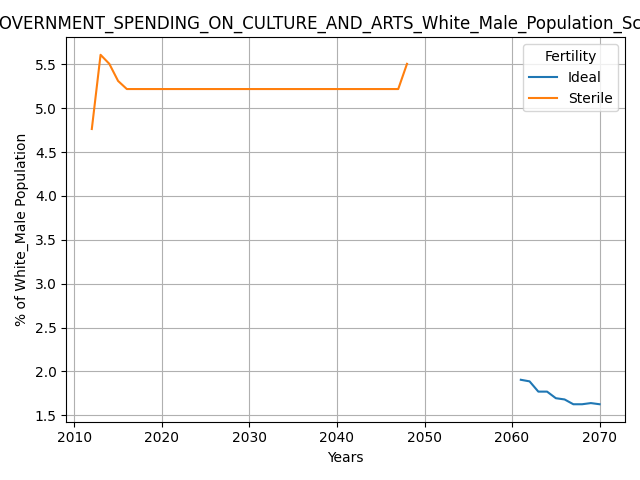 OVERNMENT_SPENDING_ON_CULTURE_AND_ARTS_White_Male_Population_Sc
5.5
5.0
4.5
4.0
3.5
3.0
2.5
2.0
1.5
% of White_Male Population
Fertility
Ideal
Sterile
2010 2020 2030 2040 2050 2060 2070
Years